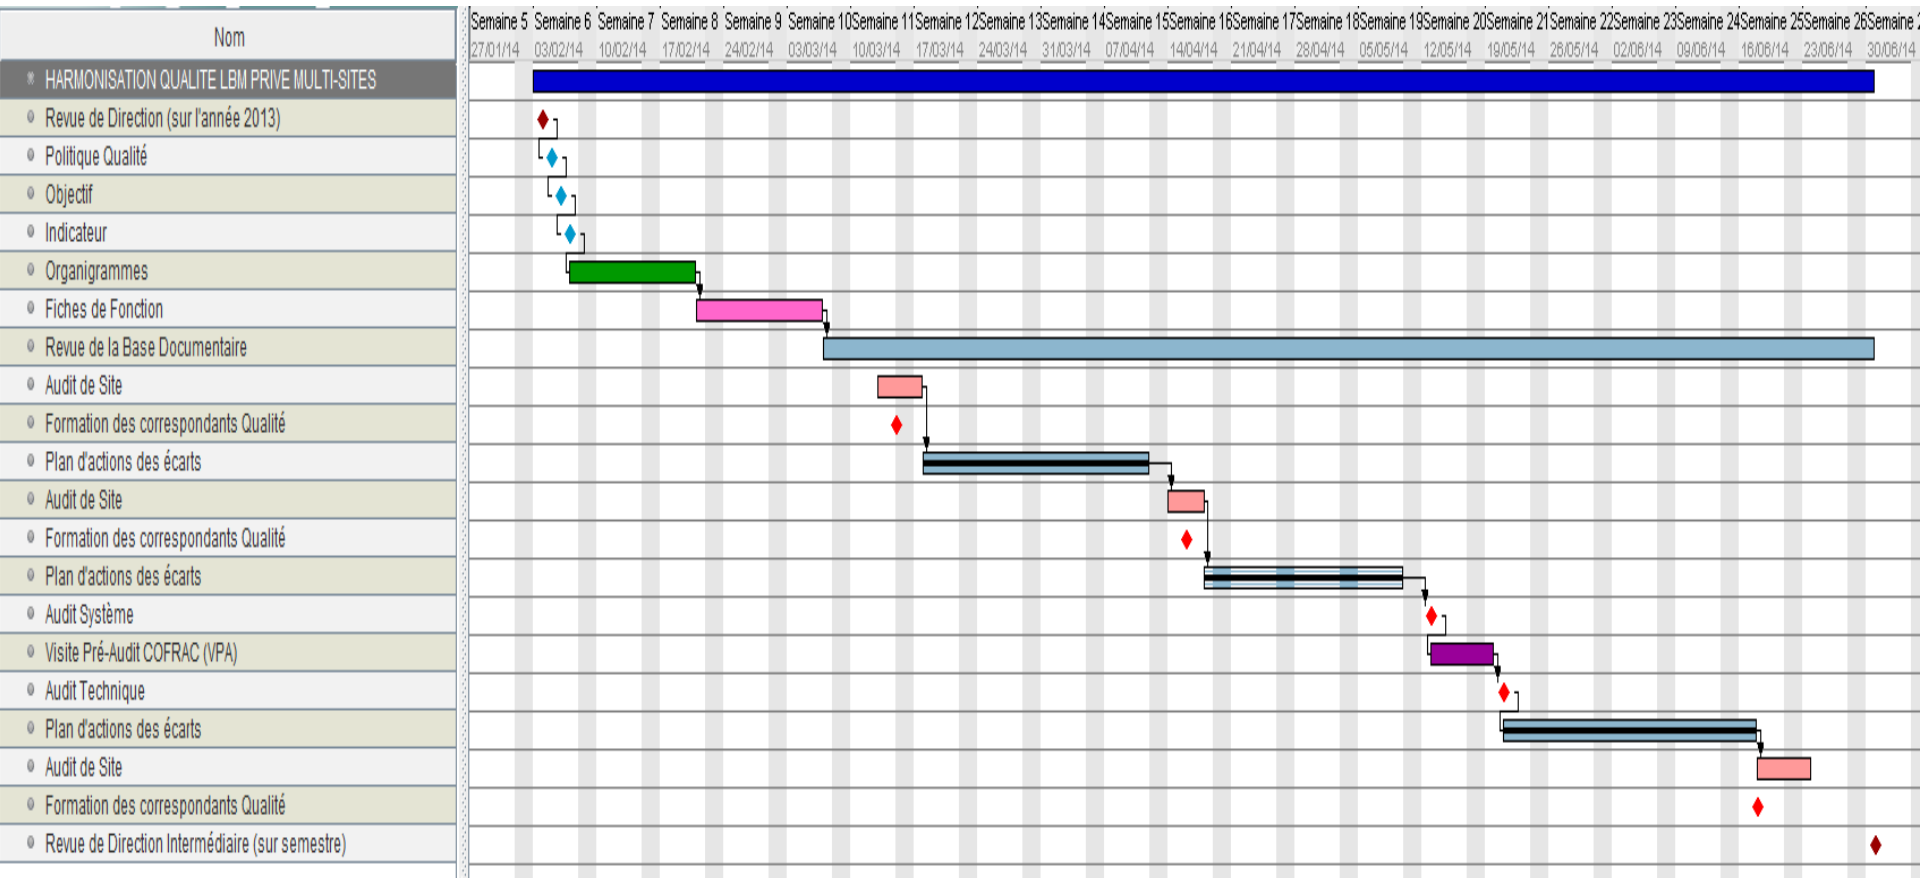 Nom
Semaine 5 Semaine 6 Semaine 7 Semaine 8 Semaine 9 Semaine 10 Semaine 11 Semaine 12 Semaine 13 Semaine 14 Semaine 15 Semaine 16 Semaine 17 Semaine 18 Semaine 19 Semaine 20 Semaine 21 Semaine 22 Semaine 23 Semaine 24 Semaine 25 Semaine 26 Semaine
27/01/14 03/02/14 10/02/14 17/02/14 24/02/14 03/03/14 10/03/14 17/03/14 24/03/14 31/03/14 07/04/14 14/04/14 21/04/14 28/04/14 05/05/14 12/05/14 19/05/14 26/05/14 02/06/14 09/06/14 16/06/14 23/06/14 30/06/14
HARMONISATION QUALITE LBM PRIVE MULTI-SITES
Revue de Direction (sur l'année 2013)
Politique Qualité
Objectif
Indicateur
Organigrammes
Fiches de Fonction
Revue de la Base Documentaire
Audit de Site
Formation des correspondants Qualité
Plan d'actions des écarts
Audit de Site
Formation des correspondants Qualité
Plan d'actions des écarts
Audit Système
Visite Pré-Audit COFRAC (VPA)
Audit Technique
Plan d'actions des écarts
Audit de Site
Formation des correspondants Qualité
Revue de Direction Intermédiaire (sur semestre)